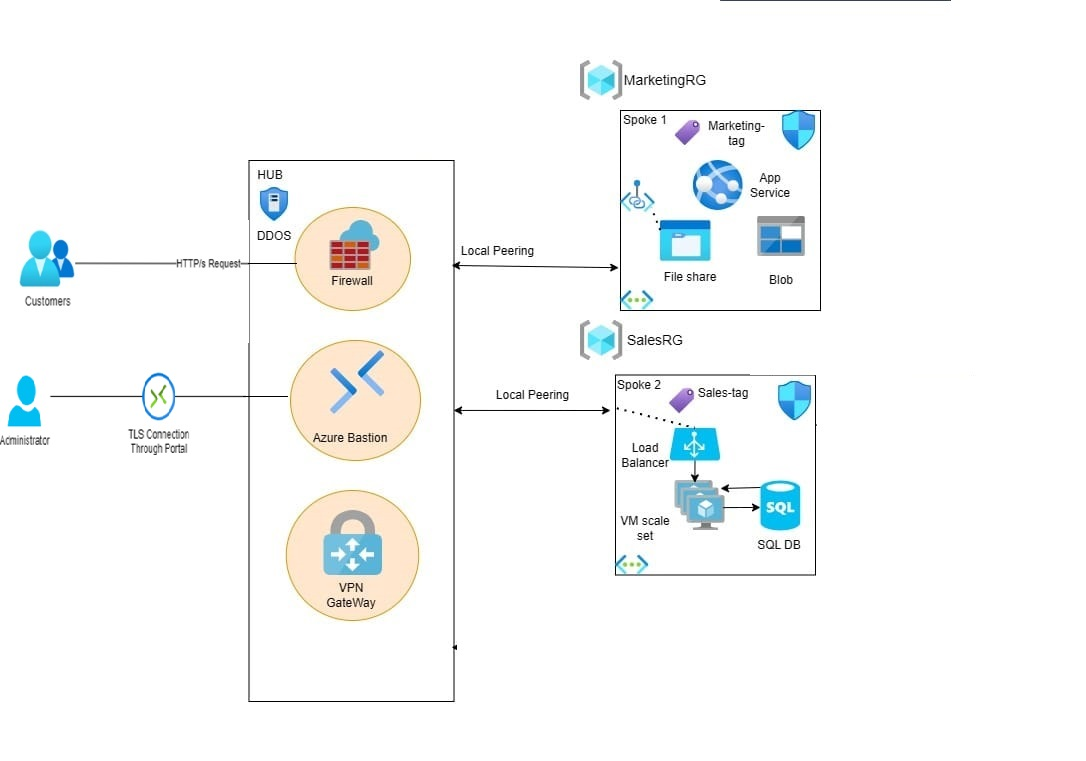 MarketingRG
Spoke 1
Marketing-
tag
App
Service
File share
Blob
HUB
DDOS
Firewall
HTTP/s Request
Customers
Local Peering
SalesRG
Spoke 2
Sales-tag
Load
Balancer
VM scale
set
SQL
SQL DB
Local Peering
Azure Bastion
Administrator
TLS Connection
Through Portal
VPN
GateWay